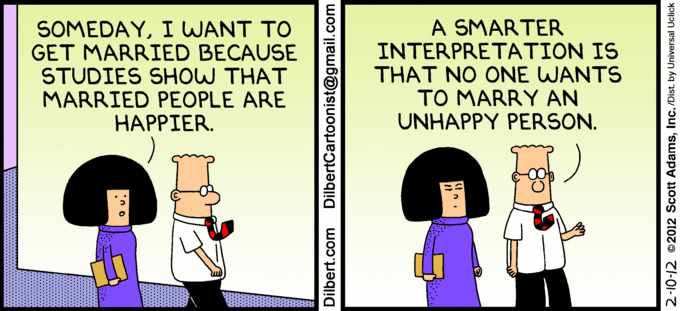 SOMEDAY, I WANT TO
GET MARRIED BECAUSE
STUDIES SHOW THAT
MARRIED PEOPLE ARE
HAPPIER.
Dilbert.com DilbertCartoonist@gmail.com
A SMARTER
INTERPRETATION IS
THAT NO ONE WANTS
TO MARRY AN
UNHAPPY PERSON.
2-10-12 ©2012 Scott Adams, Inc. /Dist. by Universal Uclick